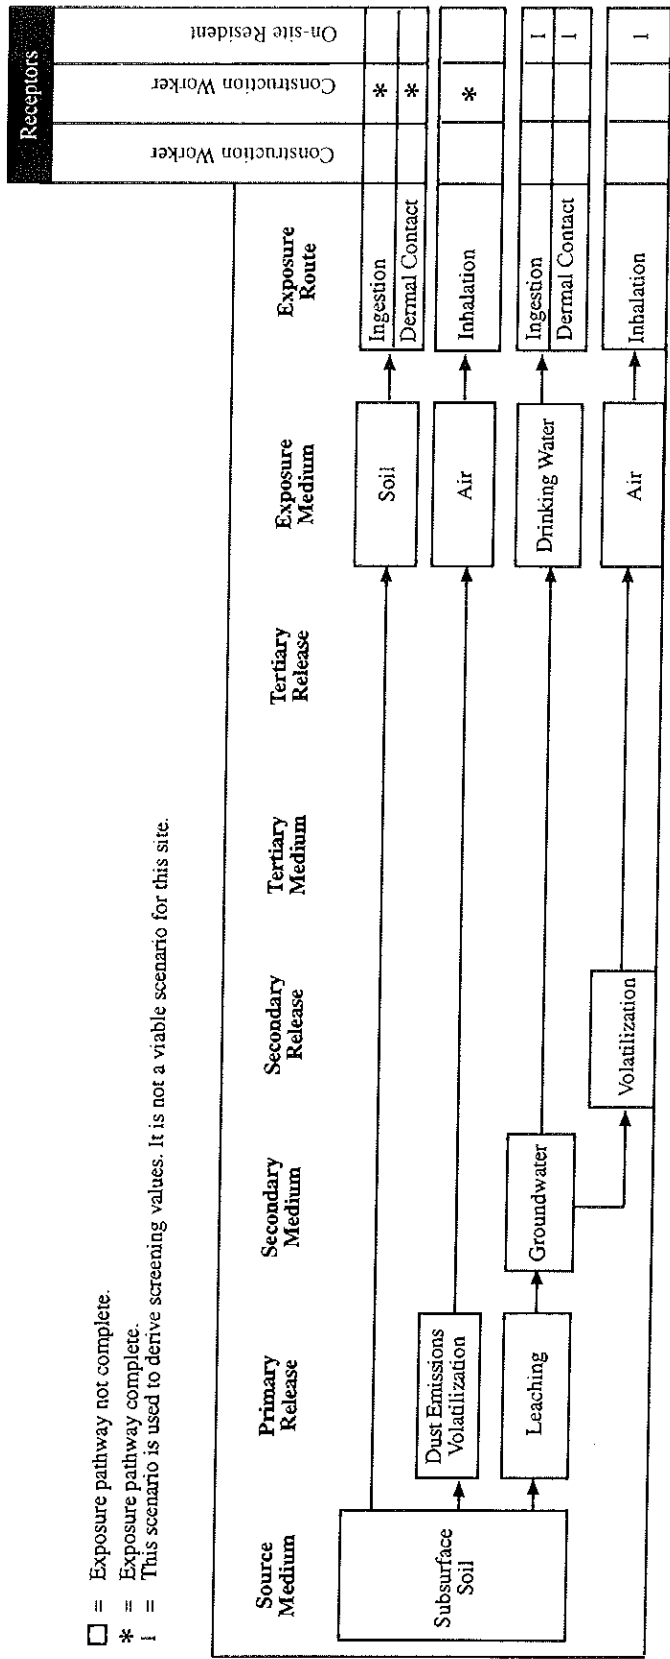 □ = Exposure pathway not complete.
* = Exposure pathway complete.
1 = This scenario is used to derive screening values. It is not a viable scenario for this site.
Receptors
Construction Worker
Construction Worker
On-site Resident
Source
Medium
Primary
Release
Secondary
Medium
Secondary
Release
Tertiary
Medium
Tertiary
Release
Exposure
Medium
Exposure
Route
Subsurface
Soil
Soil
Ingestion
*
Dermal Contact
*
Dust Emissions
Volatilization
Air
Inhalation
*
Leaching
Groundwater
Drinking Water
Ingestion
1
Dermal Contact
1
Volatilization
Air
Inhalation
1